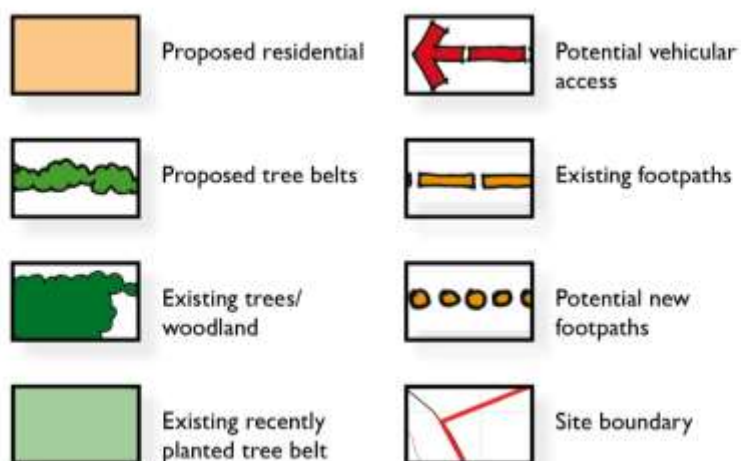 Proposed residential
Potential vehicular
access
Proposed tree belts
Existing footpaths
Existing trees/
woodland
Potential new
footpaths
Existing recently
planted tree belt
Site boundary